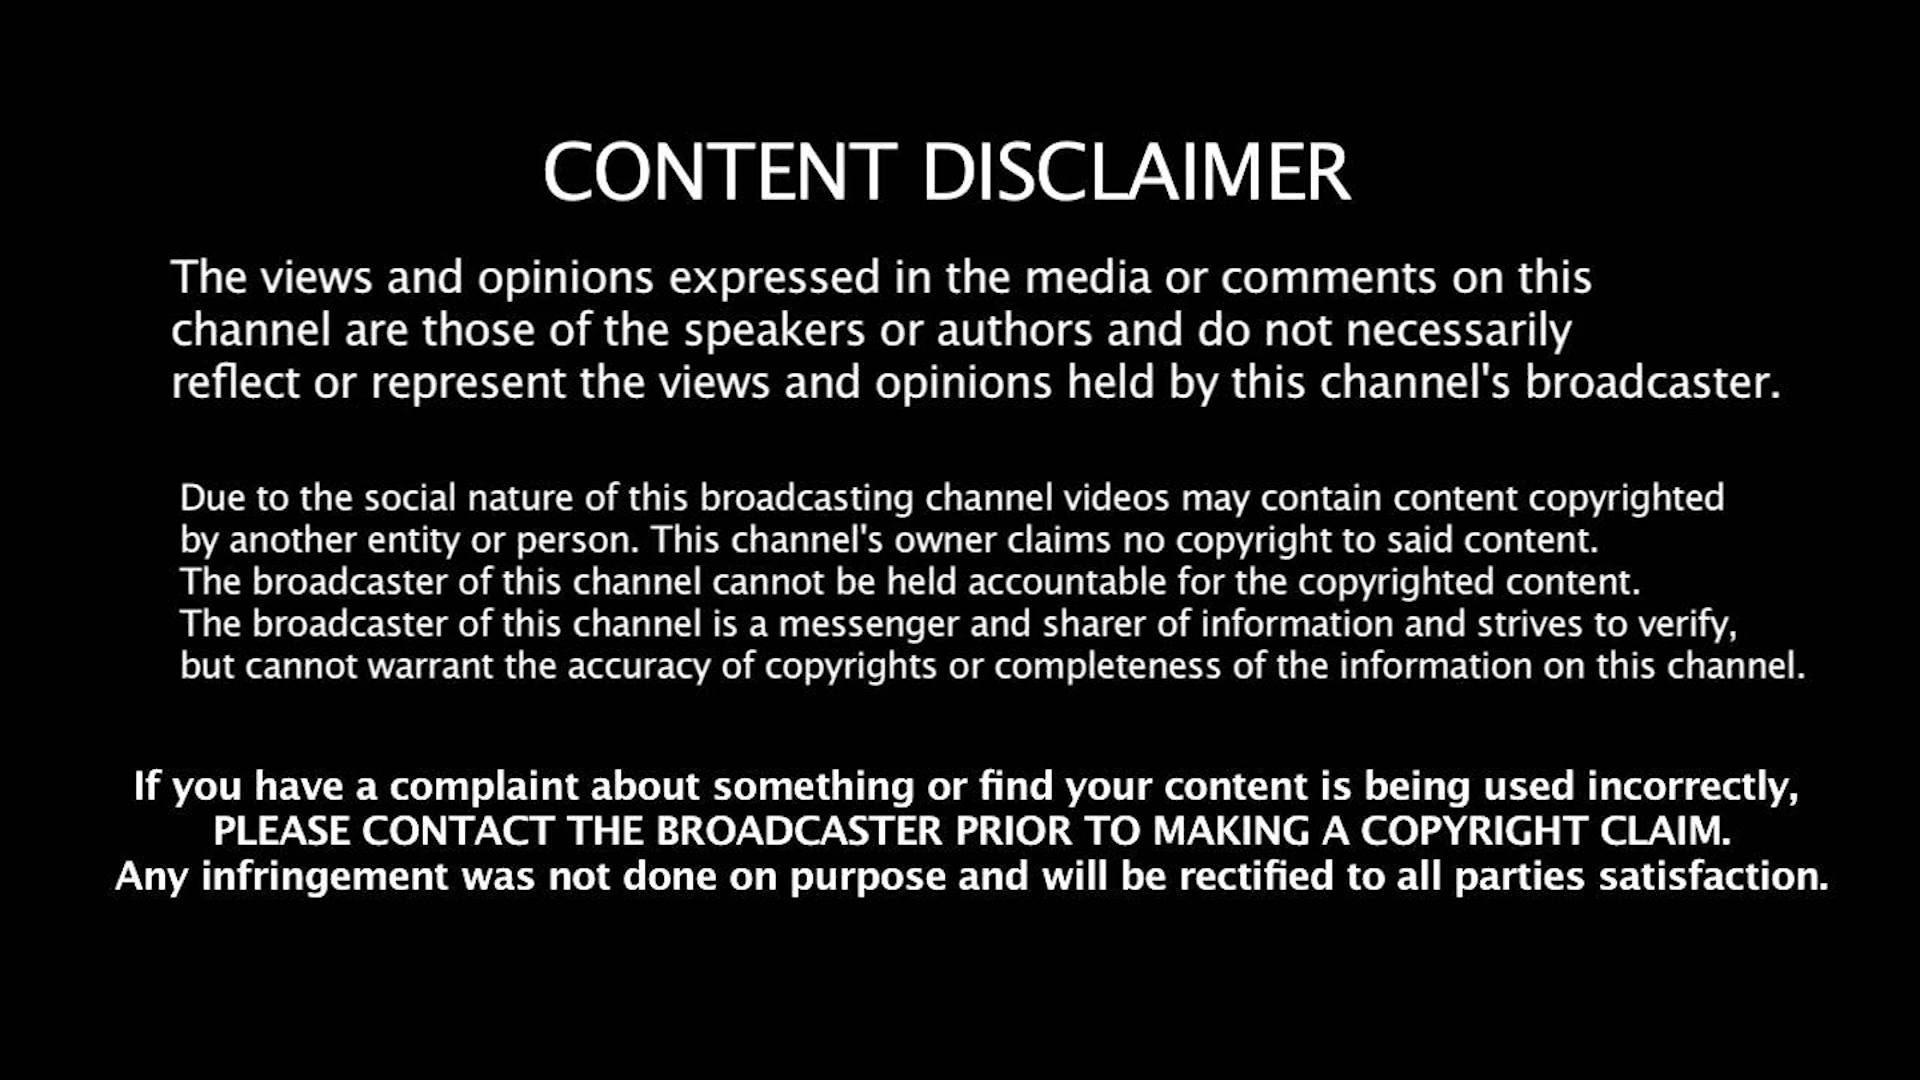 CONTENT DISCLAIMER
The views and opinions expressed in the media or comments on this
channel are those of the speakers or authors and do not necessarily
reflect or represent the views and opinions held by this channel's broadcaster.
Due to the social nature of this broadcasting channel videos may contain content copyrighted
by another entity or person. This channel's owner claims no copyright to said content.
The broadcaster of this channel cannot be held accountable for the copyrighted content.
The broadcaster of this channel is a messenger and sharer of information and strives to verify,
but cannot warrant the accuracy of copyrights or completeness of the information on this channel.
If you have a complaint about something or find your content is being used incorrectly,
PLEASE CONTACT THE BROADCASTER PRIOR TO MAKING A COPYRIGHT CLAIM.
Any infringement was not done on purpose and will be rectified to all parties satisfaction.